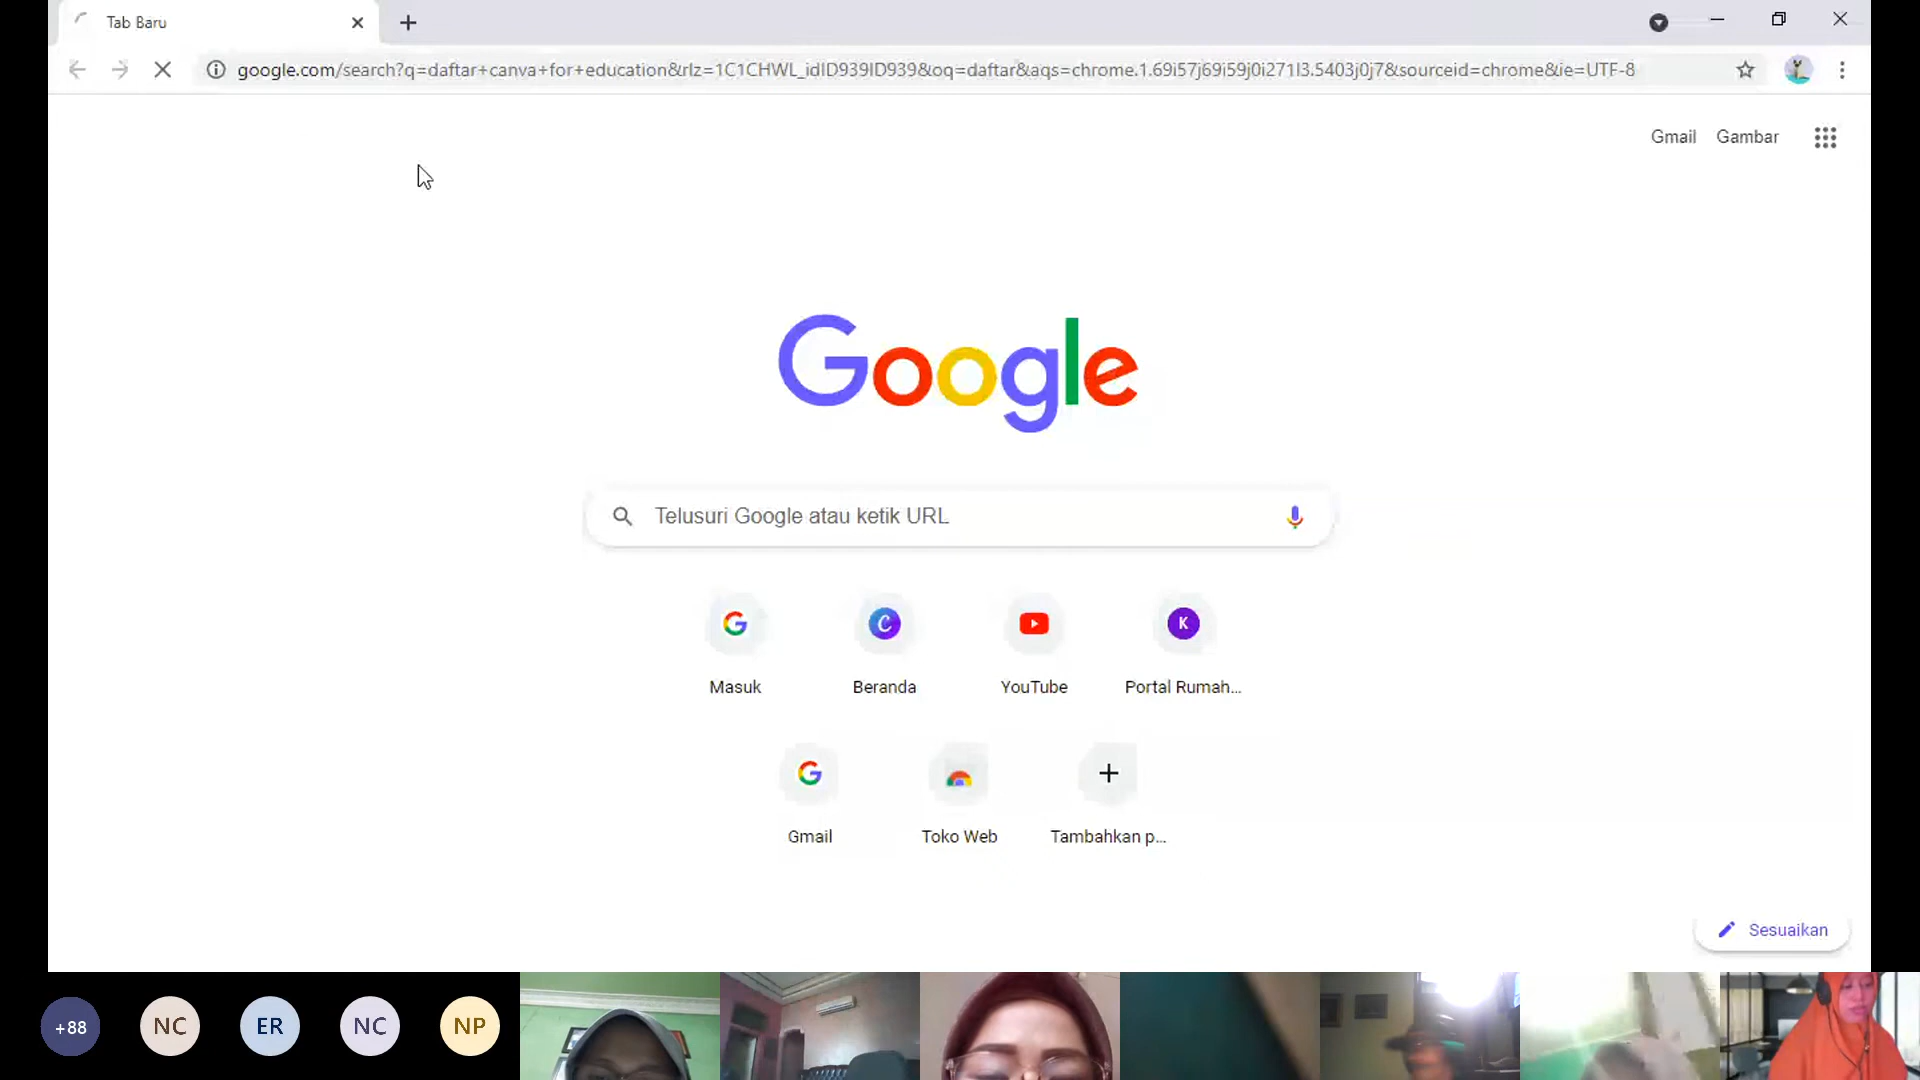 Tab Baru
google.com/search?q=daftar+canva+for+education&rlz=1C1CHWL_idID939ID939&oq=daftar&aqs=chrome.1.69i57j69i59j0i271l3.5403j0j7&sourceid=chrome&ie=UTF-8
Gmail Gambar
Google
Telusuri Google atau ketik URL
Masuk Beranda YouTube Portal Rumah...
K
Gmail Toko Web Tambahkan p...
Sesuaikan
+88 NC ER NC NP